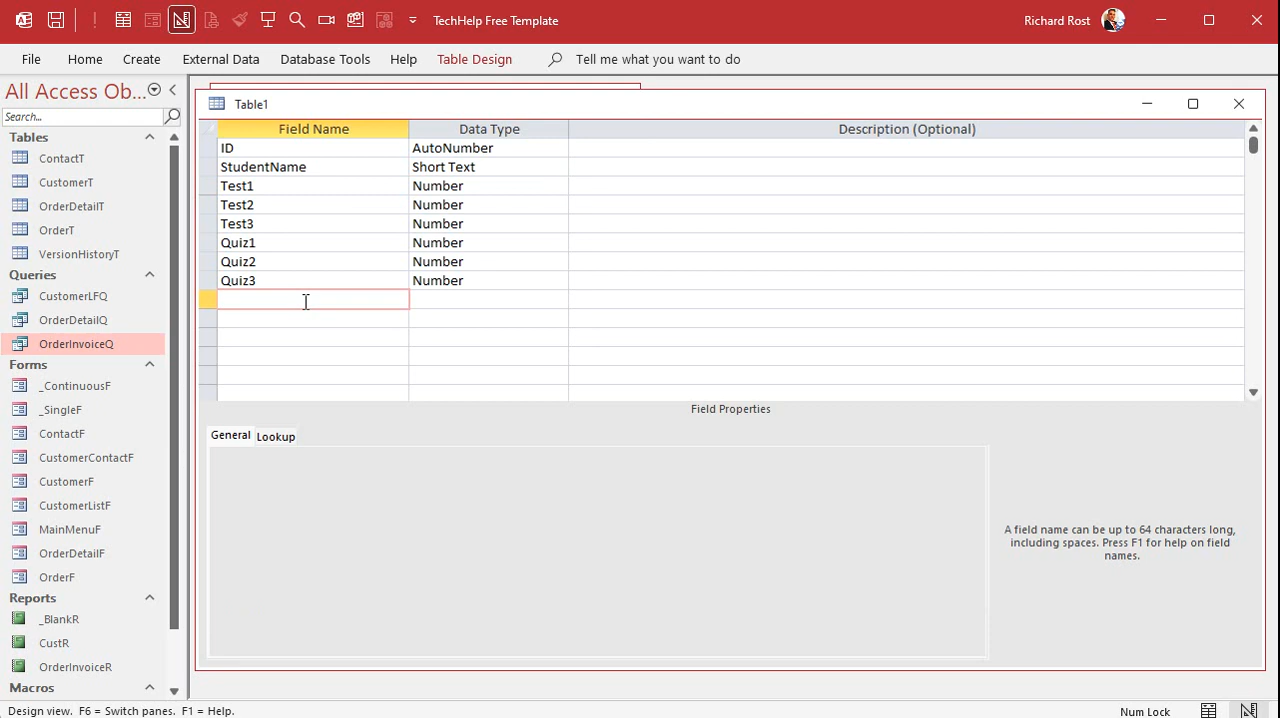 TechHelp Free Template
Richard Rost
File Home Create External Data Database Tools Help Table Design Tell me what you want to do
All Access Ob...
Search...
Tables
ContactT
CustomerT
OrderDetailT
OrderT
VersionHistoryT
Queries
CustomerLFQ
OrderDetailQ
OrderInvoiceQ
Forms
_ContinuousF
_SingleF
ContactF
CustomerContactF
CustomerF
CustomerListF
MainMenuF
OrderDetailF
OrderF
Reports
_BlankR
CustR
OrderInvoiceR
Macros
Table1
Field Name Data Type Description (Optional)
ID AutoNumber
StudentName Short Text
Test1 Number
Test2 Number
Test3 Number
Quiz1 Number
Quiz2 Number
Quiz3 Number
Field Properties
General Lookup
A field name can be up to 64 characters long,
including spaces. Press F1 for help on field
names.
Design view. F6 = Switch panes. F1 = Help. Num Lock